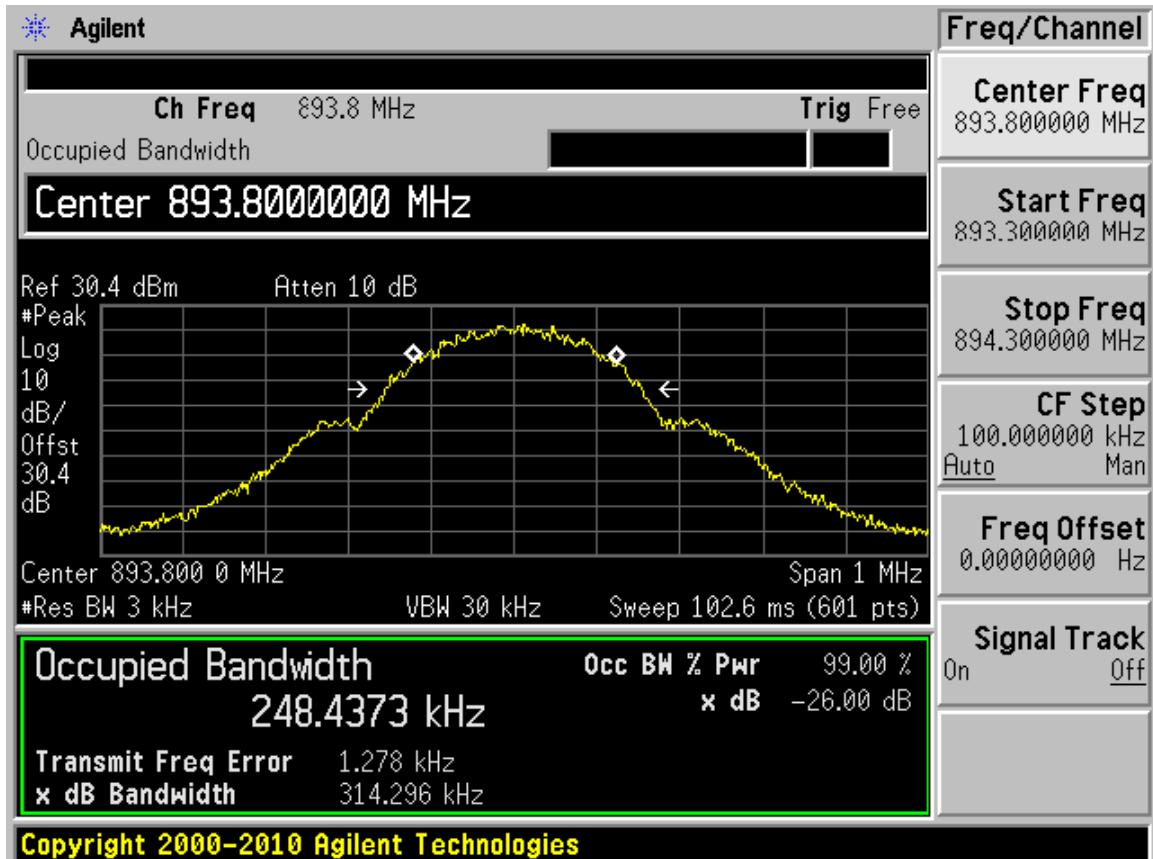 Agilent
Ch Freq 893.8 MHz Trig Free
Occupied Bandwidth
Center 893.8000000 MHz
Ref 30.4 dBm Atten 10 dB
#Peak
Log
10
dB/
Offst
30.4
dB
Center 893.800 0 MHz Span 1 MHz
#Res BW 3 kHz VBW 30 kHz Sweep 102.6 ms (601 pts)
Occupied Bandwidth
248.4373 kHz
Occ BW % Pwr 99.00 %
x dB -26.00 dB
Transmit Freq Error 1.278 kHz
x dB Bandwidth 314.296 kHz
Copyright 2000-2010 Agilent Technologies
Freq/Channel
Center Freq
893.800000 MHz
Start Freq
893.300000 MHz
Stop Freq
894.300000 MHz
CF Step
100.000000 kHz
Auto Man
Freq Offset
0.00000000 Hz
Signal Track
On Off